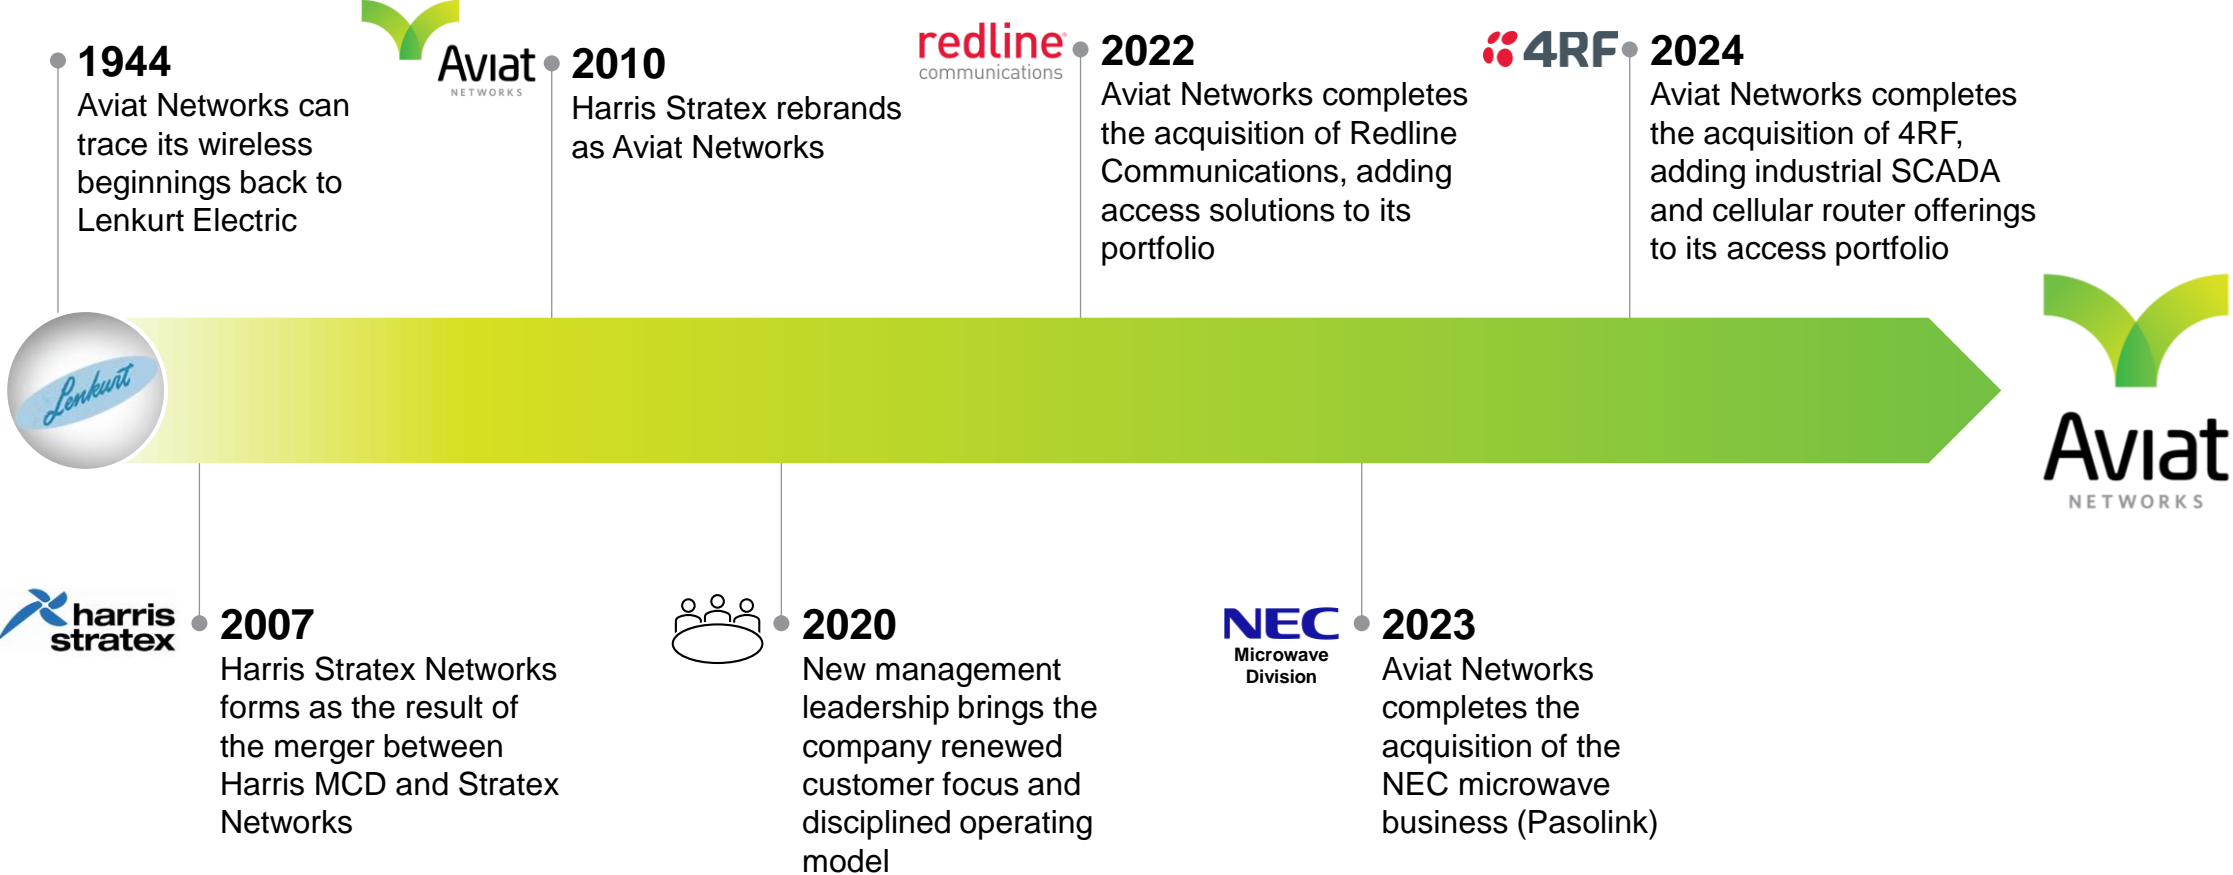 1944
Aviat Networks can
trace its wireless
beginnings back to
Lenkurt Electric
Aviat
NETWORKS
2010
Harris Stratex rebrands
as Aviat Networks
redline
communications
2022
Aviat Networks completes
the acquisition of Redline
Communications, adding
access solutions to its
portfolio
4RF
2024
Aviat Networks completes
the acquisition of 4RF,
adding industrial SCADA
and cellular router offerings
to its access portfolio
Lenkurt
Aviat
NETWORKS
harris
stratex
2007
Harris Stratex Networks
forms as the result of
the merger between
Harris MCD and Stratex
Networks
2020
New management
leadership brings the
company renewed
customer focus and
disciplined operating
model
NEC
Microwave
Division
2023
Aviat Networks
completes the
acquisition of the
NEC microwave
business (Pasolink)